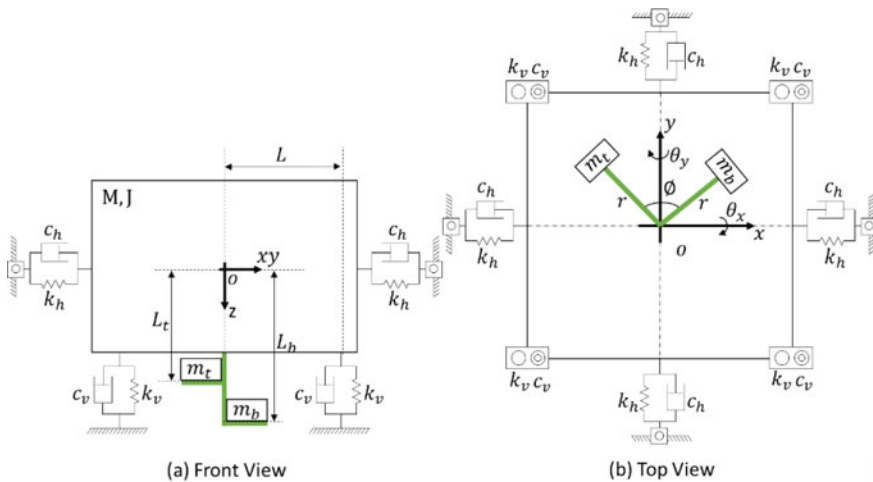 L
M, J
c_h
k_h
o
xy
z
c_h
k_h
L_t
L_b
m_t
m_b
c_v
k_v
c_v
k_v
(a) Front View
k_h
c_h
k_v c_v
k_v c_v
y
θ_y
m_t
m_b
ϕ
r
r
θ_x
x
o
c_h
k_h
c_h
k_h
k_v c_v
k_v c_v
k_h
c_h
(b) Top View